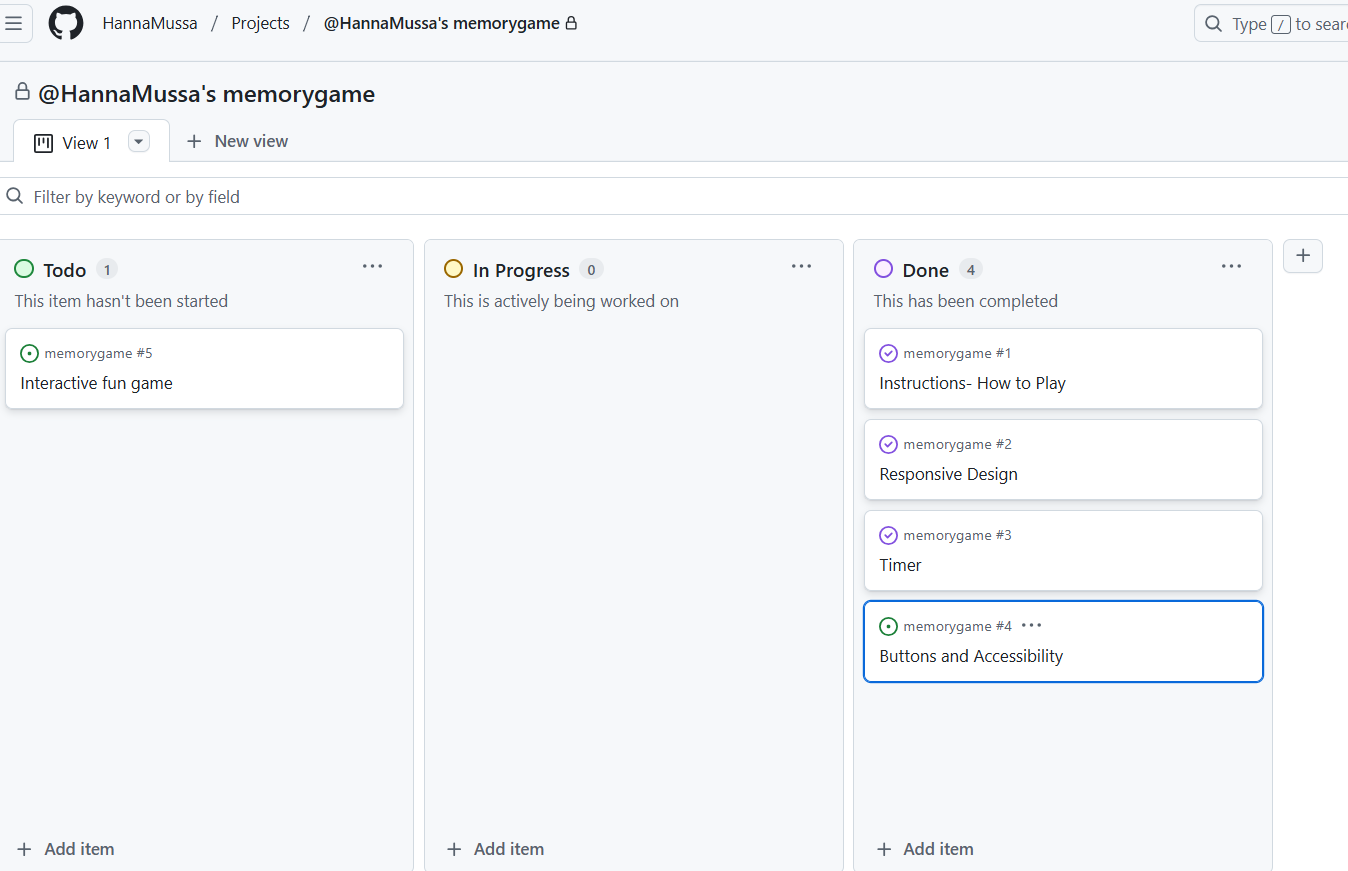 HannaMussa / Projects / @HannaMussa's memorygame
Type / to sear
@HannaMussa's memorygame
View 1
New view
Filter by keyword or by field
Todo 1
This item hasn't been started
memorygame #5
Interactive fun game
Add item
In Progress 0
This is actively being worked on
Add item
Done 4
This has been completed
memorygame #1
Instructions- How to Play
memorygame #2
Responsive Design
memorygame #3
Timer
memorygame #4
Buttons and Accessibility
Add item